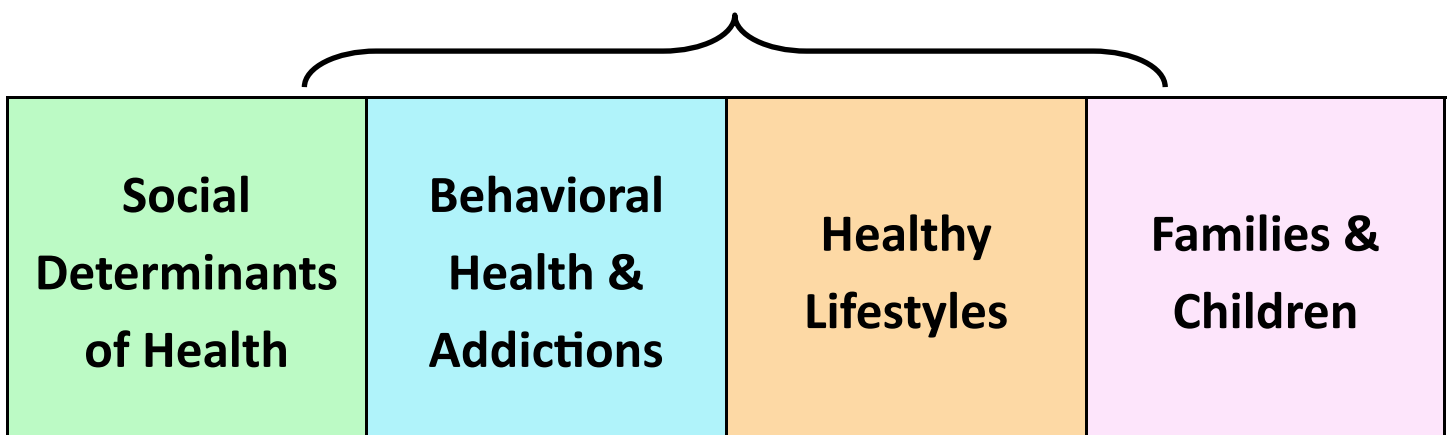 Social
Determinants
of Health
Behavioral
Health &
Addictions
Healthy
Lifestyles
Families &
Children